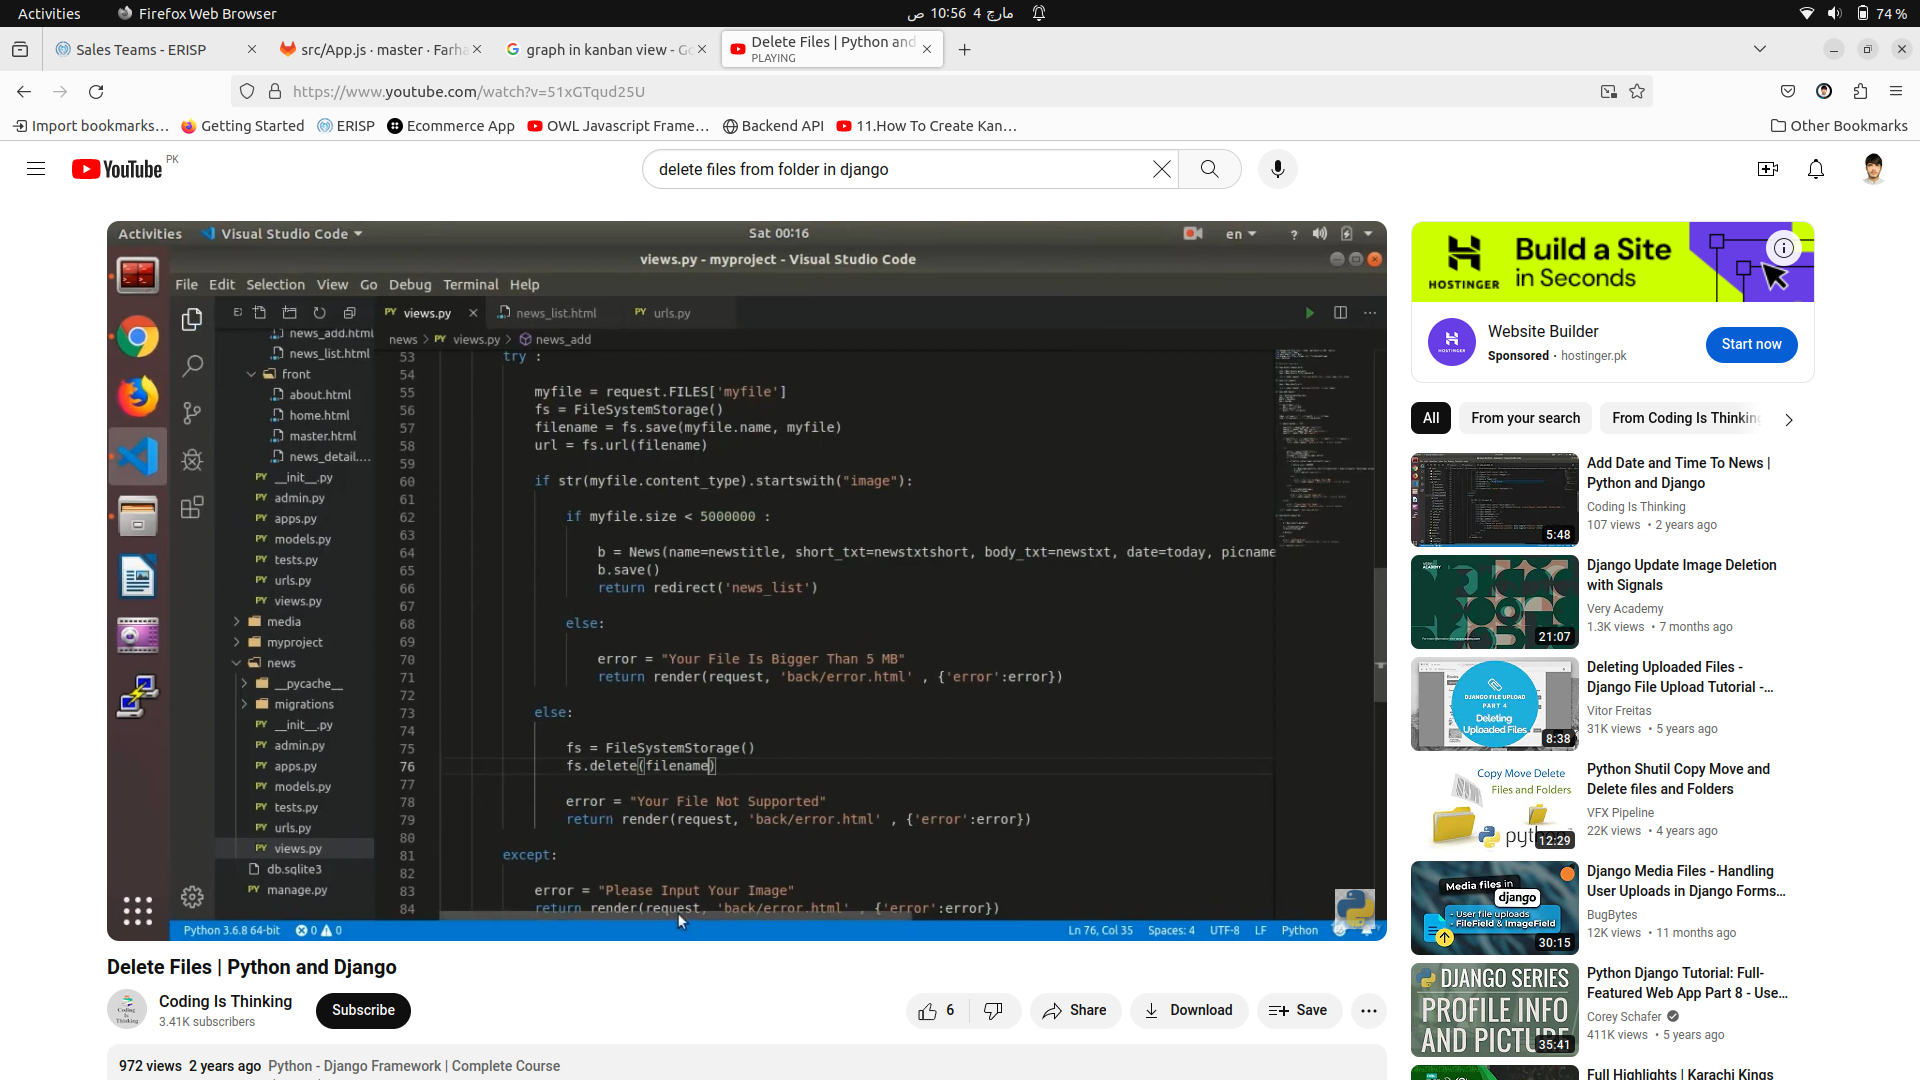 Activities
Firefox Web Browser
مارچ 4 10:56 ص
74 %
Sales Teams - ERISP
src/App.js · master · Farha
graph in kanban view - Go
Delete Files | Python and
PLAYING
https://www.youtube.com/watch?v=51xGTqud25U
Import bookmarks…
Getting Started
ERISP
Ecommerce App
OWL Javascript Frame…
Backend API
11.How To Create Kan…
Other Bookmarks
YouTube PK
delete files from folder in django
Activities
Visual Studio Code
Sat 00:16
en
views.py - myproject - Visual Studio Code
File Edit Selection View Go Debug Terminal Help
views.py
news_list.html
urls.py
news > views.py > news_add
news_add.html
news_list.html
front
about.html
home.html
master.html
news_detail....
__init__.py
admin.py
apps.py
models.py
tests.py
urls.py
views.py
media
myproject
news
__pycache__
migrations
__init__.py
admin.py
apps.py
models.py
tests.py
urls.py
views.py
db.sqlite3
manage.py
53 try :
54
55 myfile = request.FILES['myfile']
56 fs = FileSystemStorage()
57 filename = fs.save(myfile.name, myfile)
58 url = fs.url(filename)
59
60 if str(myfile.content_type).startswith("image"):
61
62 if myfile.size < 5000000 :
63
64 b = News(name=newstitle, short_txt=newstxtshort, body_txt=newstxt, date=today, picname
65 b.save()
66 return redirect('news_list')
67
68 else:
69
70 error = "Your File Is Bigger Than 5 MB"
71 return render(request, 'back/error.html' , {'error':error})
72
73 else:
74
75 fs = FileSystemStorage()
76 fs.delete(filename)
77
78 error = "Your File Not Supported"
79 return render(request, 'back/error.html' , {'error':error})
80
81 except:
82
83 error = "Please Input Your Image"
84 return render(request, 'back/error.html' , {'error':error})
Python 3.6.8 64-bit
0
0
Ln 76, Col 35
Spaces: 4
UTF-8
LF
Python
Delete Files | Python and Django
Coding Is Thinking
3.41K subscribers
Subscribe
6
Share
Download
Save
972 views 2 years ago Python - Django Framework | Complete Course
HOSTINGER
Build a Site
in Seconds
Website Builder
Sponsored · hostinger.pk
Start now
All
From your search
From Coding Is Thinking
5:48
Add Date and Time To News |
Python and Django
Coding Is Thinking
107 views • 2 years ago
21:07
Django Update Image Deletion
with Signals
Very Academy
1.3K views • 7 months ago
DJANGO FILE UPLOAD
PART 4
Deleting
Uploaded Files
8:38
Deleting Uploaded Files -
Django File Upload Tutorial -…
Vitor Freitas
31K views • 5 years ago
Copy Move Delete
Files and Folders
12:29
Python Shutil Copy Move and
Delete files and Folders
VFX Pipeline
22K views • 4 years ago
Media files in
django
- User file uploads
- FileField & ImageField
30:15
Django Media Files - Handling
User Uploads in Django Forms…
BugBytes
12K views • 11 months ago
DJANGO SERIES
PROFILE INFO
AND PICTURE
35:41
Python Django Tutorial: Full-
Featured Web App Part 8 - Use…
Corey Schafer
411K views • 5 years ago
Full Highlights | Karachi Kings